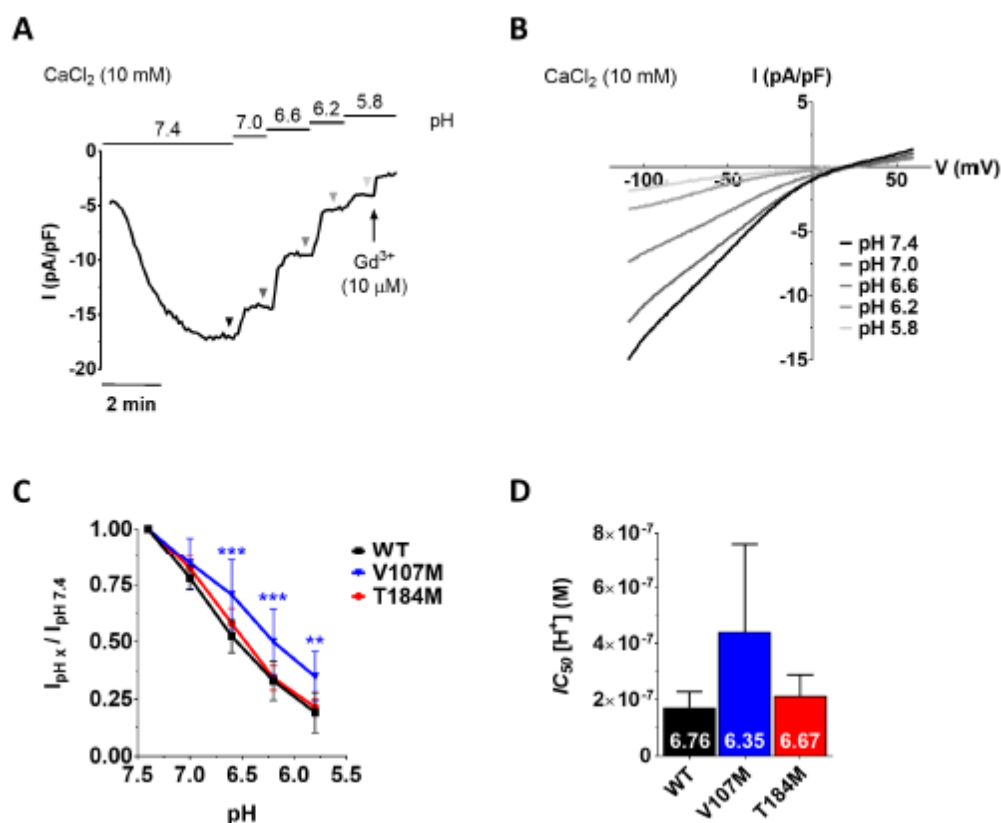 A
CaCl₂ (10 mM)
7.4 7.0 6.6 6.2 5.8 pH
0
-5
-10
-15
-20
I (pA/pF)
Gd³⁺
(10 μM)
2 min
B
CaCl₂ (10 mM)
I (pA/pF)
5
-100 -50 0 50 V (mV)
-5
-10
-15
pH 7.4
pH 7.0
pH 6.6
pH 6.2
pH 5.8
C
1.00
0.75
0.50
0.25
0.00
I pH x / I pH 7.4
*** *** **
WT
V107M
T184M
7.5 7.0 6.5 6.0 5.5
pH
D
8×10⁻⁷
6×10⁻⁷
4×10⁻⁷
2×10⁻⁷
0
IC₅₀ [H⁺] (M)
6.76 6.35 6.67
WT V107M T184M